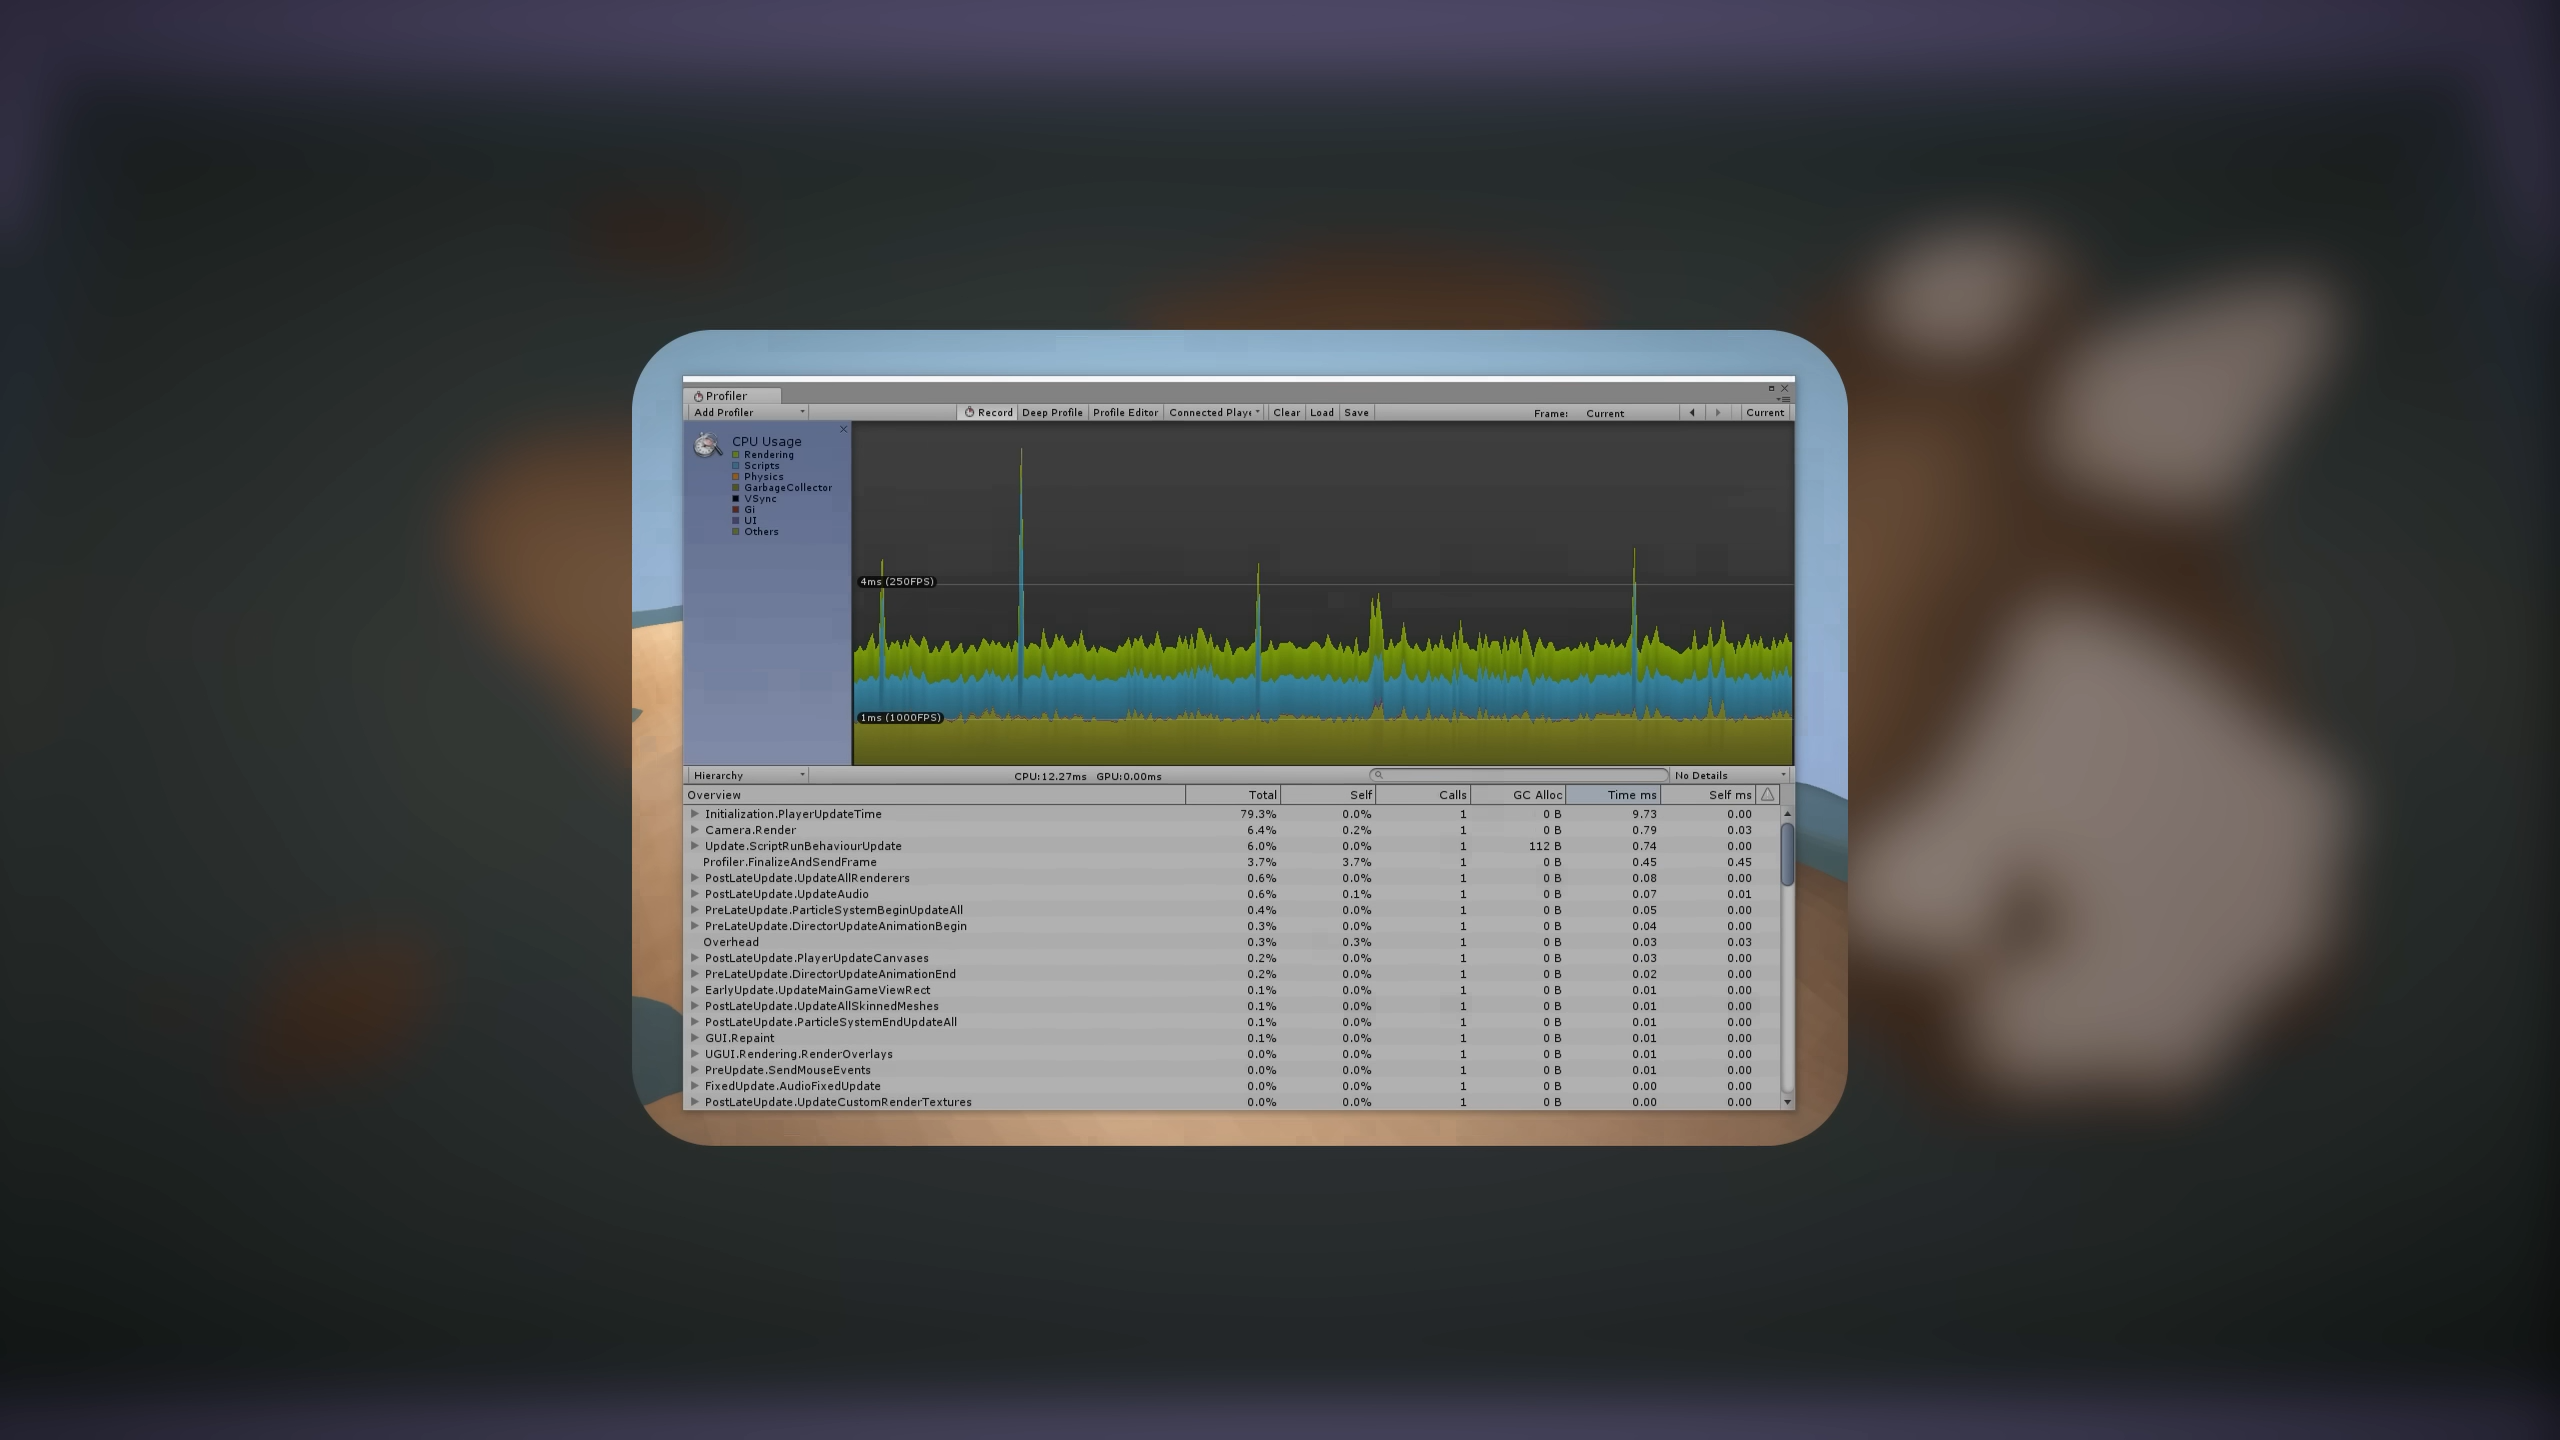 Profiler
Add Profiler Record Deep Profile Profile Editor Connected Playe Clear Load Save Frame: Current Current
CPU Usage
Rendering
Scripts
Physics
GarbageCollector
VSync
Gi
UI
Others
4ms (250FPS)
1ms (1000FPS)
Hierarchy CPU:12.27ms GPU:0.00ms No Details
Overview Total Self Calls GC Alloc Time ms Self ms
Initialization.PlayerUpdateTime 79.3% 0.0% 1 0 B 9.73 0.00
Camera.Render 6.4% 0.2% 1 0 B 0.79 0.03
Update.ScriptRunBehaviourUpdate 6.0% 0.0% 1 112 B 0.74 0.00
Profiler.FinalizeAndSendFrame 3.7% 3.7% 1 0 B 0.45 0.45
PostLateUpdate.UpdateAllRenderers 0.6% 0.0% 1 0 B 0.08 0.00
PostLateUpdate.UpdateAudio 0.6% 0.1% 1 0 B 0.07 0.01
PreLateUpdate.ParticleSystemBeginUpdateAll 0.4% 0.0% 1 0 B 0.05 0.00
PreLateUpdate.DirectorUpdateAnimationBegin 0.3% 0.0% 1 0 B 0.04 0.00
Overhead 0.3% 0.3% 1 0 B 0.03 0.03
PostLateUpdate.PlayerUpdateCanvases 0.2% 0.0% 1 0 B 0.03 0.00
PreLateUpdate.DirectorUpdateAnimationEnd 0.2% 0.0% 1 0 B 0.02 0.00
EarlyUpdate.UpdateMainGameViewRect 0.1% 0.0% 1 0 B 0.01 0.00
PostLateUpdate.UpdateAllSkinnedMeshes 0.1% 0.0% 1 0 B 0.01 0.00
PostLateUpdate.ParticleSystemEndUpdateAll 0.1% 0.0% 1 0 B 0.01 0.00
GUI.Repaint 0.1% 0.0% 1 0 B 0.01 0.00
UGUI.Rendering.RenderOverlays 0.0% 0.0% 1 0 B 0.01 0.00
PreUpdate.SendMouseEvents 0.0% 0.0% 1 0 B 0.01 0.00
FixedUpdate.AudioFixedUpdate 0.0% 0.0% 1 0 B 0.00 0.00
PostLateUpdate.UpdateCustomRenderTextures 0.0% 0.0% 1 0 B 0.00 0.00